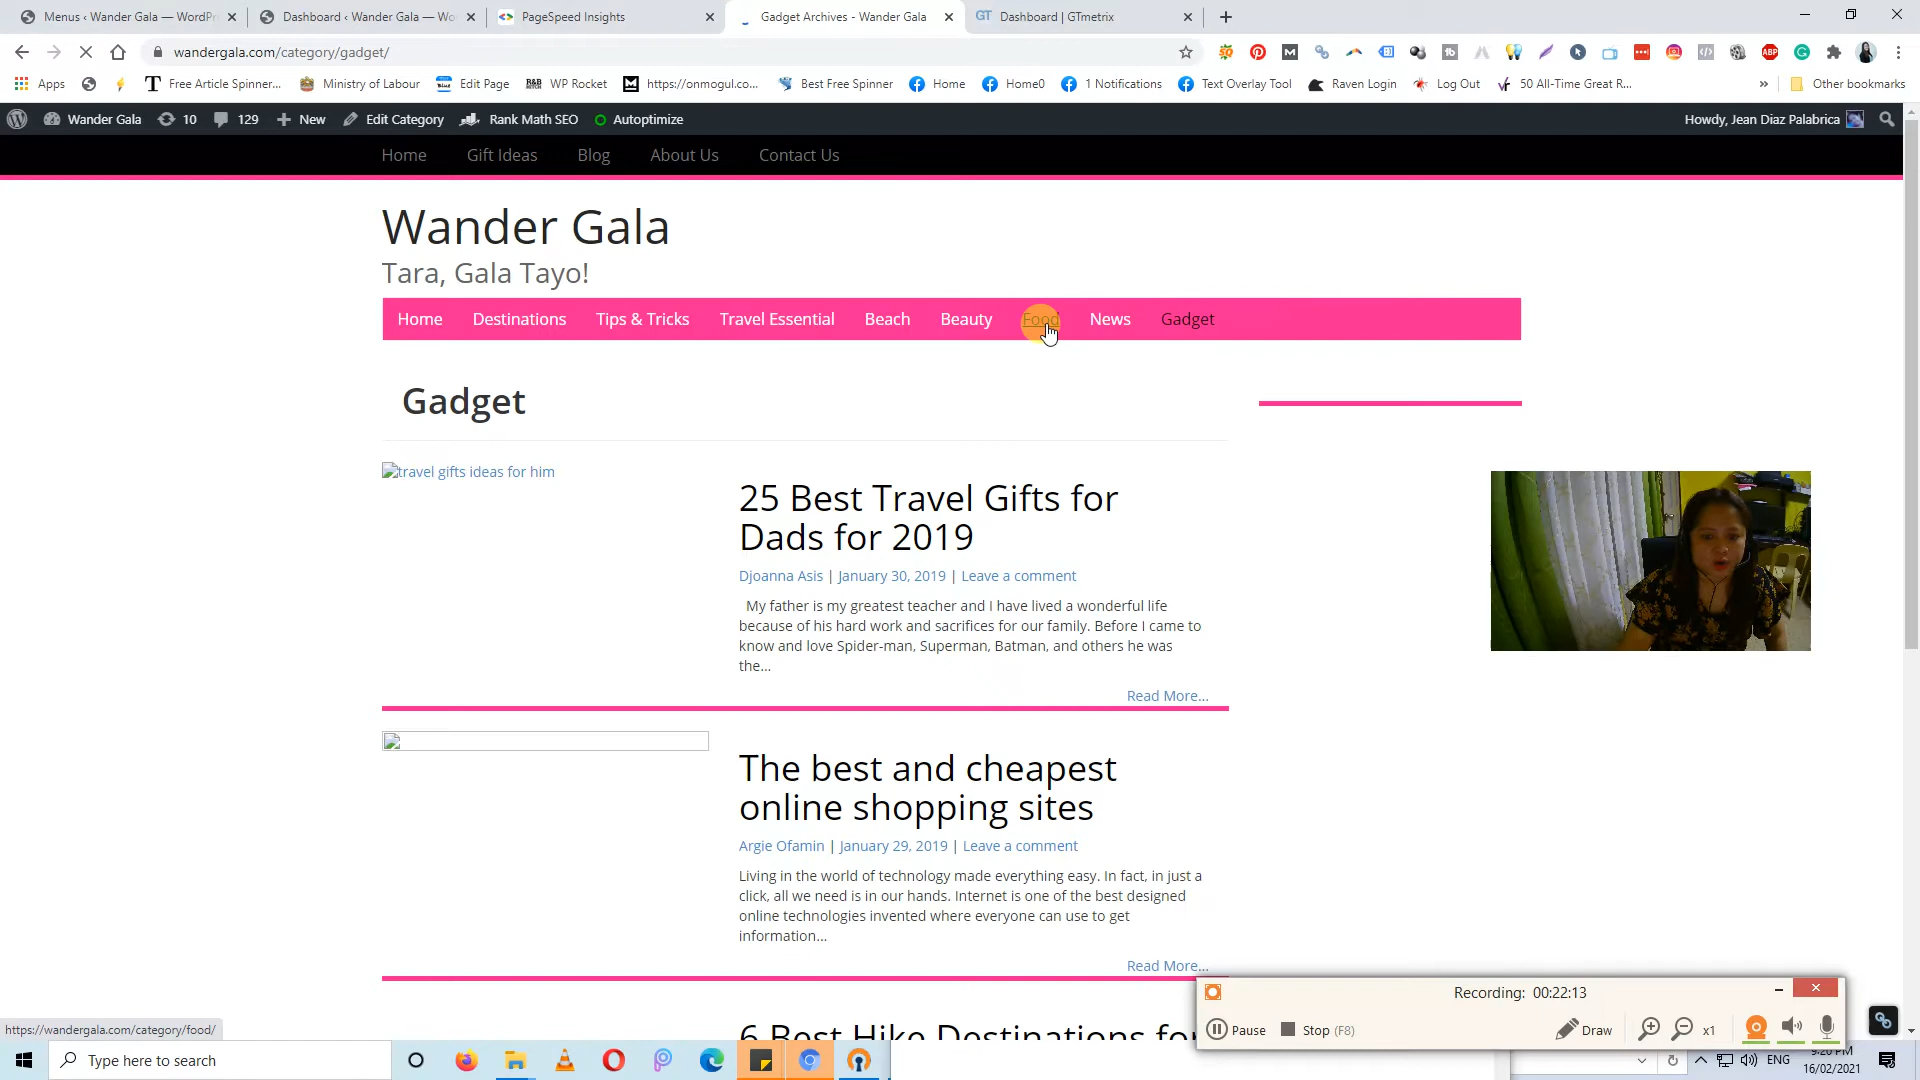 Menus ‹ Wander Gala — WordPr
Dashboard ‹ Wander Gala — Wo
PageSpeed Insights
Gadget Archives - Wander Gala
GT Dashboard | GTmetrix
wandergala.com/category/gadget/
Apps
Free Article Spinner...
Ministry of Labour
Edit Page
WP Rocket
https://onmogul.co...
Best Free Spinner
Home
Home0
1 Notifications
Text Overlay Tool
Raven Login
Log Out
50 All-Time Great R...
Other bookmarks
Wander Gala
10
129
New
Edit Category
Rank Math SEO
Autoptimize
Howdy, Jean Diaz Palabrica
Home
Gift Ideas
Blog
About Us
Contact Us
Wander Gala
Tara, Gala Tayo!
Home
Destinations
Tips & Tricks
Travel Essential
Beach
Beauty
Food
News
Gadget
Gadget
travel gifts ideas for him
25 Best Travel Gifts for
Dads for 2019
Djoanna Asis | January 30, 2019 | Leave a comment
My father is my greatest teacher and I have lived a wonderful life
because of his hard work and sacrifices for our family. Before I came to
know and love Spider-man, Superman, Batman, and others he was
the...
Read More...
The best and cheapest
online shopping sites
Argie Ofamin | January 29, 2019 | Leave a comment
Living in the world of technology made everything easy. In fact, in just a
click, all we need is in our hands. Internet is one of the best designed
online technologies invented where everyone can use to get
information...
Read More...
6 Best Hike Destinations for
Recording: 00:22:13
Pause
Stop (F8)
Draw
x1
https://wandergala.com/category/food/
Type here to search
ENG
9:20 PM
16/02/2021